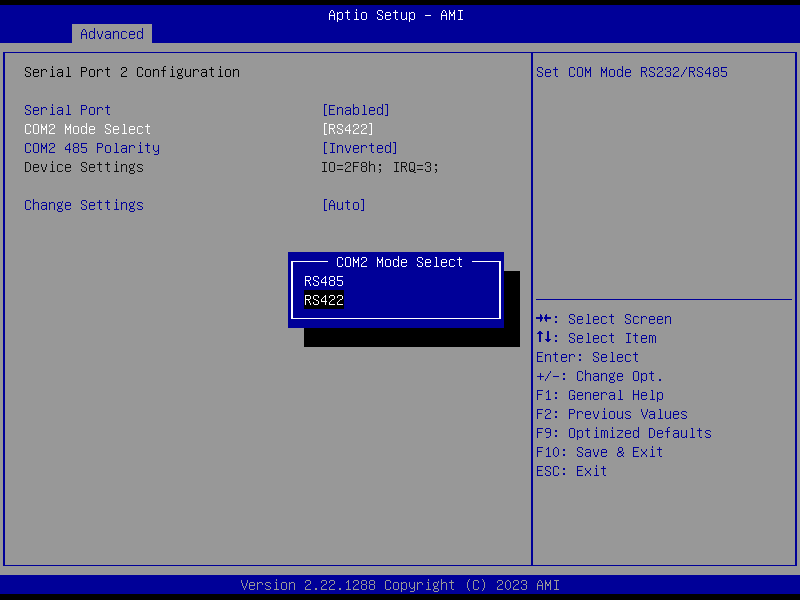 Aptio Setup – AMI
Advanced
Serial Port 2 Configuration
Serial Port [Enabled]
COM2 Mode Select [RS422]
COM2 485 Polarity [Inverted]
Device Settings IO=2F8h; IRQ=3;
Change Settings [Auto]
COM2 Mode Select
RS485
RS422
Set COM Mode RS232/RS485
→←: Select Screen
↑↓: Select Item
Enter: Select
+/-: Change Opt.
F1: General Help
F2: Previous Values
F9: Optimized Defaults
F10: Save & Exit
ESC: Exit
Version 2.22.1288 Copyright (C) 2023 AMI